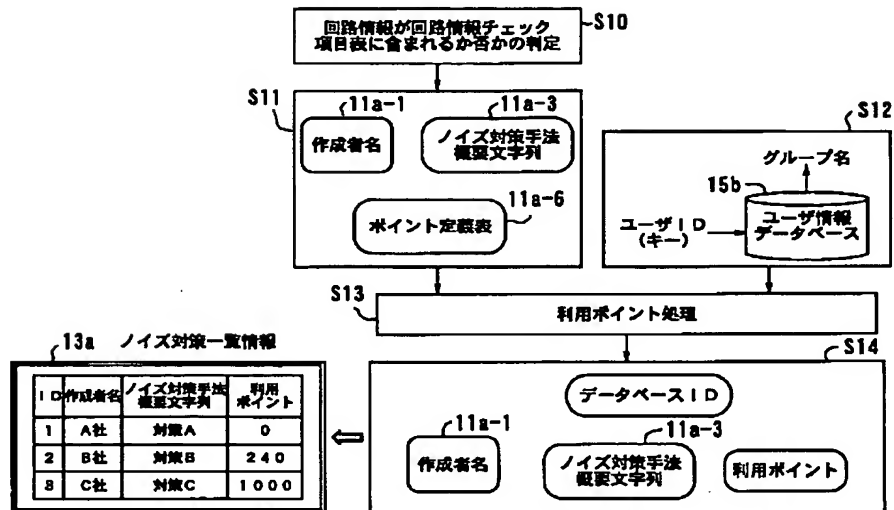 回路情報が回路情報チェック
項目表に含まれるか否かの判定
S10
S11
11a-1
作成者名
11a-3
ノイズ対策手法
概要文字列
11a-6
ポイント定義表
S12
グループ名
15b
ユーザID
(キー)
ユーザ情報
データベース
S13
利用ポイント処理
S14
データベースID
11a-1
作成者名
11a-3
ノイズ対策手法
概要文字列
利用ポイント
13a ノイズ対策一覧情報
ID 作成者名 ノイズ対策手法 利用
概要文字列 ポイント
1 A社 対策A 0
2 B社 対策B 240
3 C社 対策C 1000